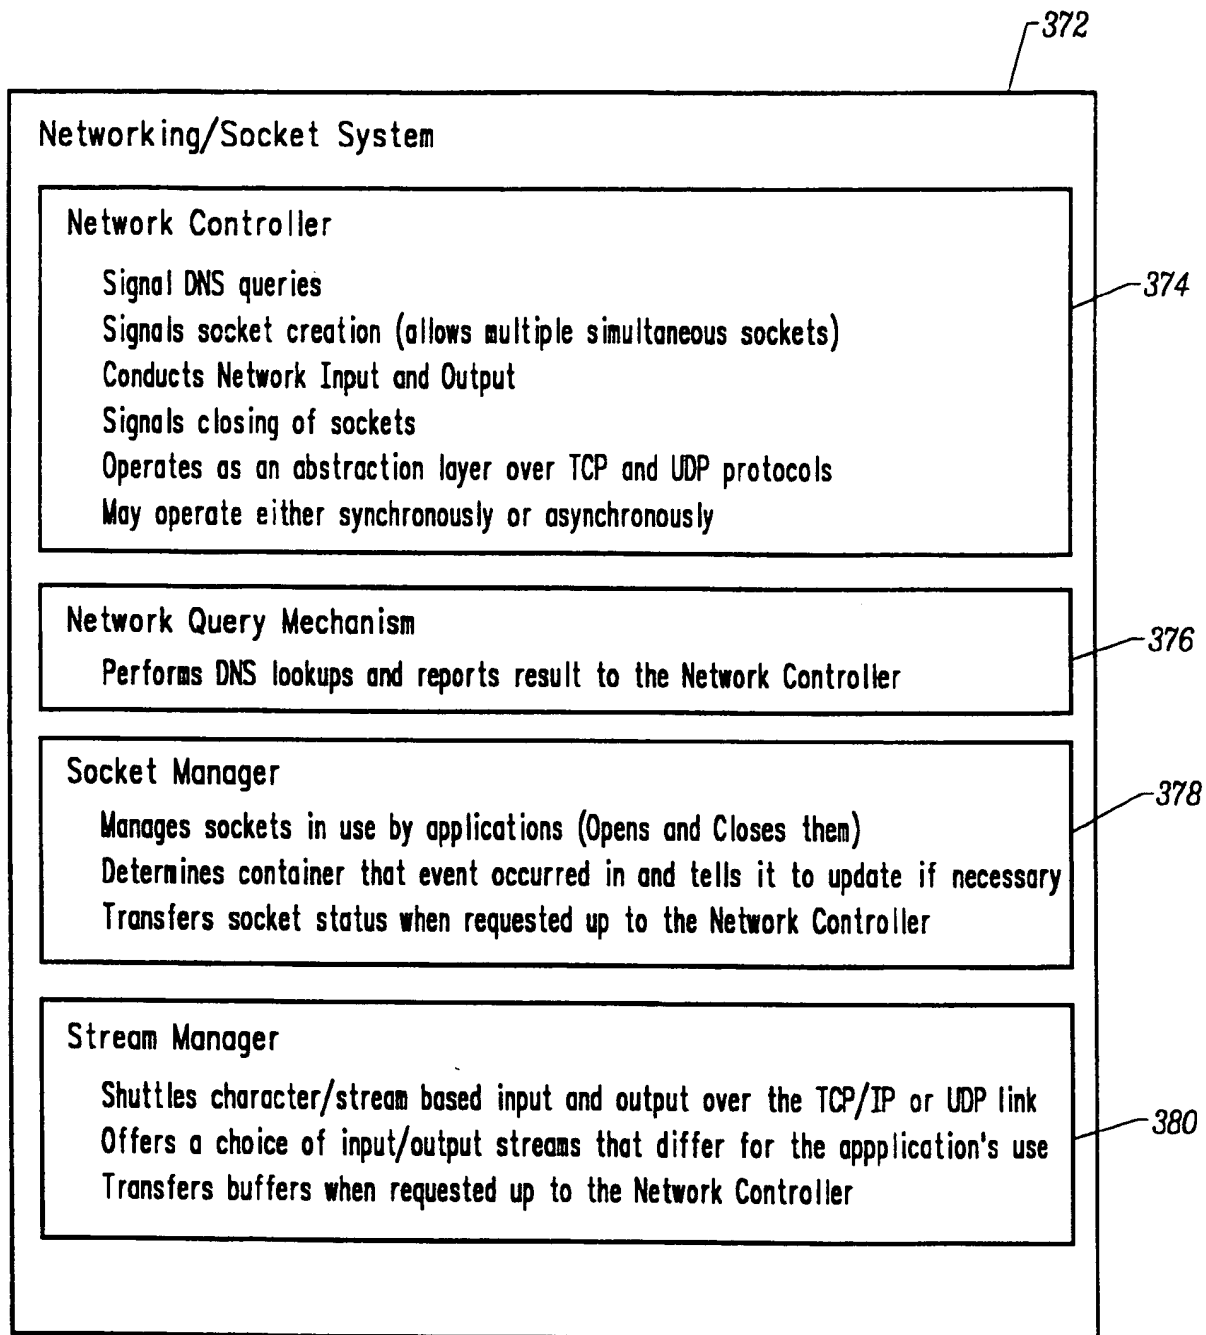 372
Networking/Socket System
Network Controller
Signal DNS queries
Signals socket creation (allows multiple simultaneous sockets)
Conducts Network Input and Output
Signals closing of sockets
Operates as an abstraction layer over TCP and UDP protocols
May operate either synchronously or asynchronously
374
Network Query Mechanism
Performs DNS lookups and reports result to the Network Controller
376
Socket Manager
Manages sockets in use by applications (Opens and Closes them)
Determines container that event occurred in and tells it to update if necessary
Transfers socket status when requested up to the Network Controller
378
Stream Manager
Shuttles character/stream based input and output over the TCP/IP or UDP link
Offers a choice of input/output streams that differ for the appplication's use
Transfers buffers when requested up to the Network Controller
380